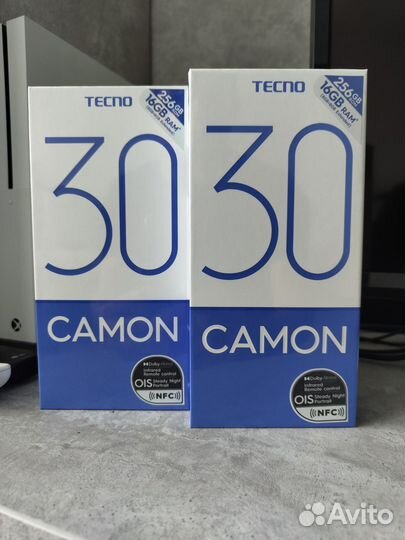 TECNO
256GB
16GB RAM*
30
CAMON
Dolby Atmos
Infrared
Remote control
OIS Steady Night
Portrait
NFC
TECNO
256GB
16GB RAM*
30
CAMON
Dolby Atmos
Infrared
Remote control
OIS Steady Night
Portrait
NFC
Avito